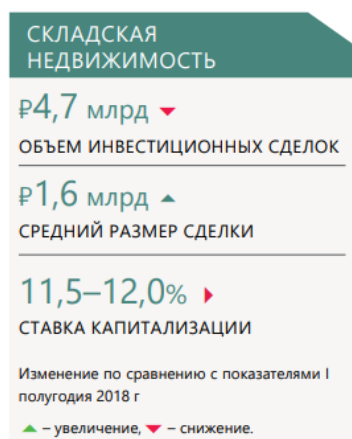 СКЛАДСКАЯ
НЕДВИЖИМОСТЬ
₽4,7 млрд
ОБЪЕМ ИНВЕСТИЦИОННЫХ СДЕЛОК
₽1,6 млрд
СРЕДНИЙ РАЗМЕР СДЕЛКИ
11,5–12,0%
СТАВКА КАПИТАЛИЗАЦИИ
Изменение по сравнению с показателями I
полугодия 2018 г
▲ – увеличение, ▼ – снижение.